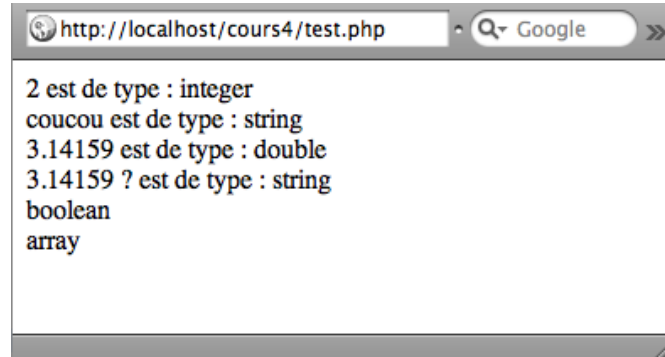 http://localhost/cours4/test.php
Google
2 est de type : integer
coucou est de type : string
3.14159 est de type : double
3.14159 ? est de type : string
boolean
array